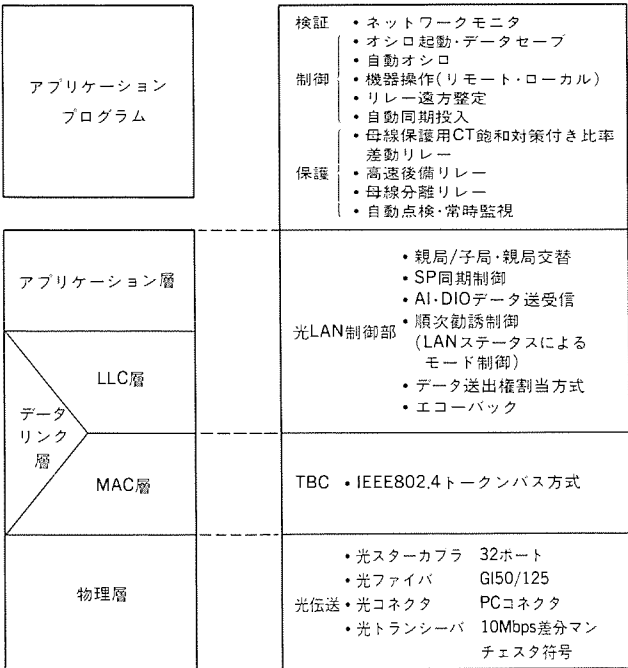 アプリケーション
プログラム
検証 • ネットワークモニタ
• オシロ起動・データセーブ
• 自動オシロ
制御 • 機器操作(リモート・ローカル)
• リレー遠方整定
• 自動同期投入
• 母線保護用CT飽和対策付き比率
差動リレー
保護 • 高速後備リレー
• 母線分離リレー
• 自動点検・常時監視
アプリケーション層
LLC層
データ
リンク
層
MAC層
物理層
• 親局/子局・親局交替
• SP同期制御
• AI・DIOデータ送受信
光LAN制御部 • 順次勧誘制御
(LANステータスによる
モード制御)
• データ送出権割当方式
• エコーバック
TBC • IEEE802.4トークンバス方式
• 光スターカプラ 32ポート
• 光ファイバ GI50/125
光伝送 • 光コネクタ PCコネクタ
• 光トランシーバ 10Mbps差分マン
チェスタ符号